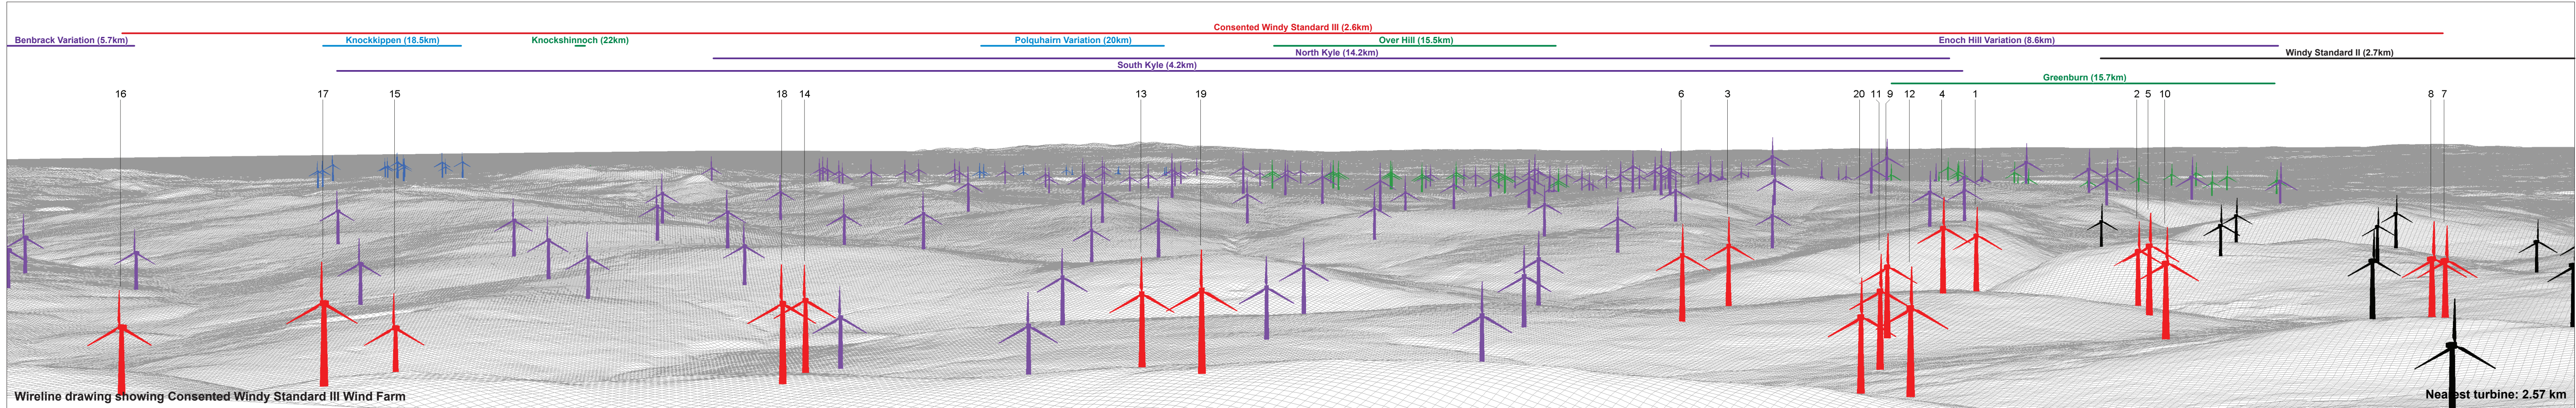 Consented Windy Standard III (2.6km)
Benbrack Variation (5.7km) Knockkippen (18.5km) Knockshinnoch (22km) Polquhairn Variation (20km) Over Hill (15.5km) Enoch Hill Variation (8.6km)
North Kyle (14.2km) Windy Standard II (2.7km)
South Kyle (4.2km)
Greenburn (15.7km)
16 17 15 18 14 13 19 6 3 20 11 9 12 4 1 2 5 10 8 7
Wireline drawing showing Consented Windy Standard III Wind Farm
Nearest turbine: 2.57 km